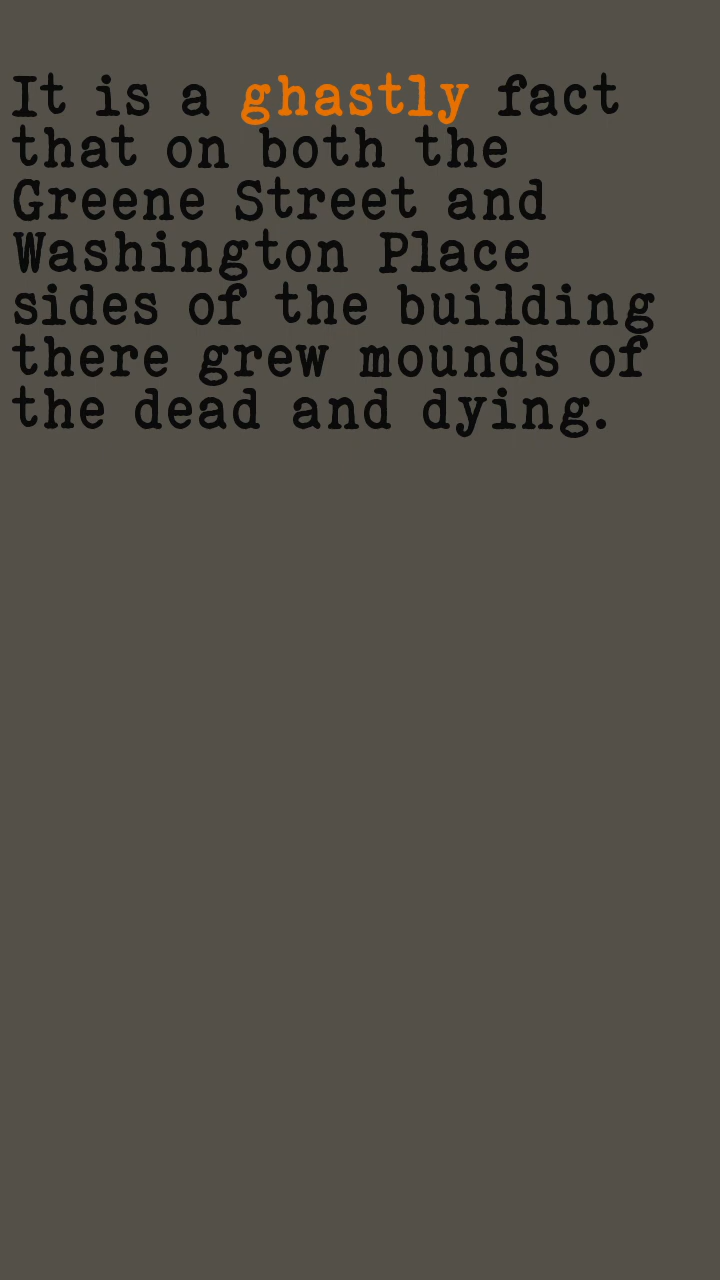 It is a ghastly fact
that on both the
Greene Street and
Washington Place
sides of the building
there grew mounds of
the dead and dying.